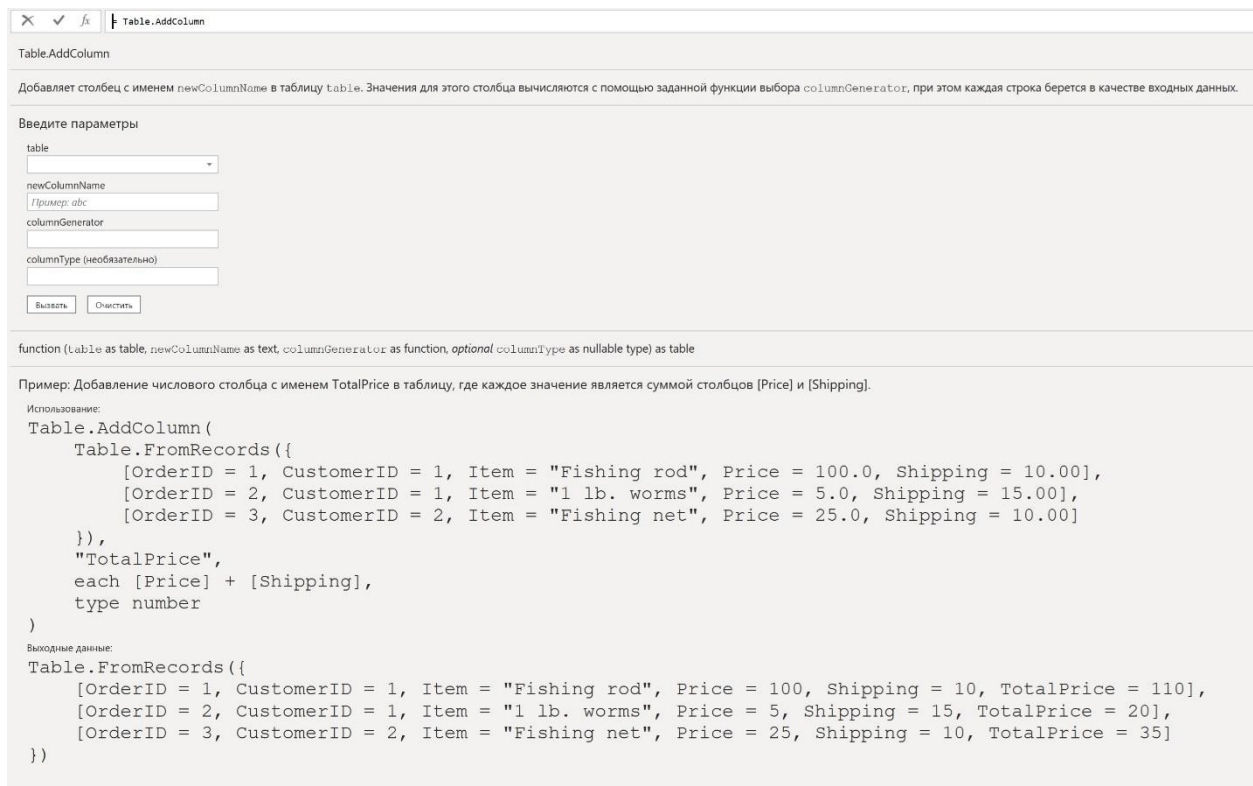 fx = Table.AddColumn
Table.AddColumn
Добавляет столбец с именем newColumnName в таблицу table. Значения для этого столбца вычисляются с помощью заданной функции выбора columnGenerator, при этом каждая строка берется в качестве входных данных.
Введите параметры
table
newColumnName
Пример: abc
columnGenerator
columnType (необязательно)
Вызвать Очистить
function (table as table, newColumnName as text, columnGenerator as function, optional columnType as nullable type) as table
Пример: Добавление числового столбца с именем TotalPrice в таблицу, где каждое значение является суммой столбцов [Price] и [Shipping].
Использование:
Table.AddColumn(
Table.FromRecords({
[OrderID = 1, CustomerID = 1, Item = "Fishing rod", Price = 100.0, Shipping = 10.00],
[OrderID = 2, CustomerID = 1, Item = "1 lb. worms", Price = 5.0, Shipping = 15.00],
[OrderID = 3, CustomerID = 2, Item = "Fishing net", Price = 25.0, Shipping = 10.00]
}),
"TotalPrice",
each [Price] + [Shipping],
type number
)
Выходные данные:
Table.FromRecords({
[OrderID = 1, CustomerID = 1, Item = "Fishing rod", Price = 100, Shipping = 10, TotalPrice = 110],
[OrderID = 2, CustomerID = 1, Item = "1 lb. worms", Price = 5, Shipping = 15, TotalPrice = 20],
[OrderID = 3, CustomerID = 2, Item = "Fishing net", Price = 25, Shipping = 10, TotalPrice = 35]
})